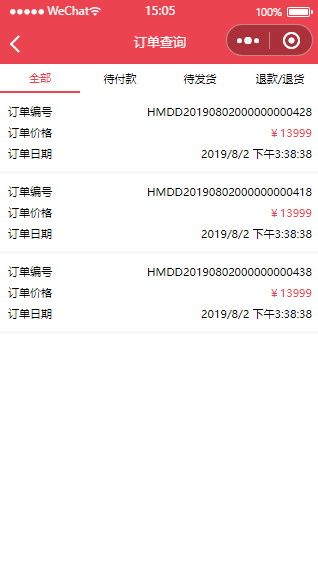 ●●●●● WeChat 15:05 100%
订单查询
全部 待付款 待发货 退款/退货
订单编号 HMDD20190802000000000428
订单价格 ￥13999
订单日期 2019/8/2 下午3:38:38
订单编号 HMDD20190802000000000418
订单价格 ￥13999
订单日期 2019/8/2 下午3:38:38
订单编号 HMDD20190802000000000438
订单价格 ￥13999
订单日期 2019/8/2 下午3:38:38